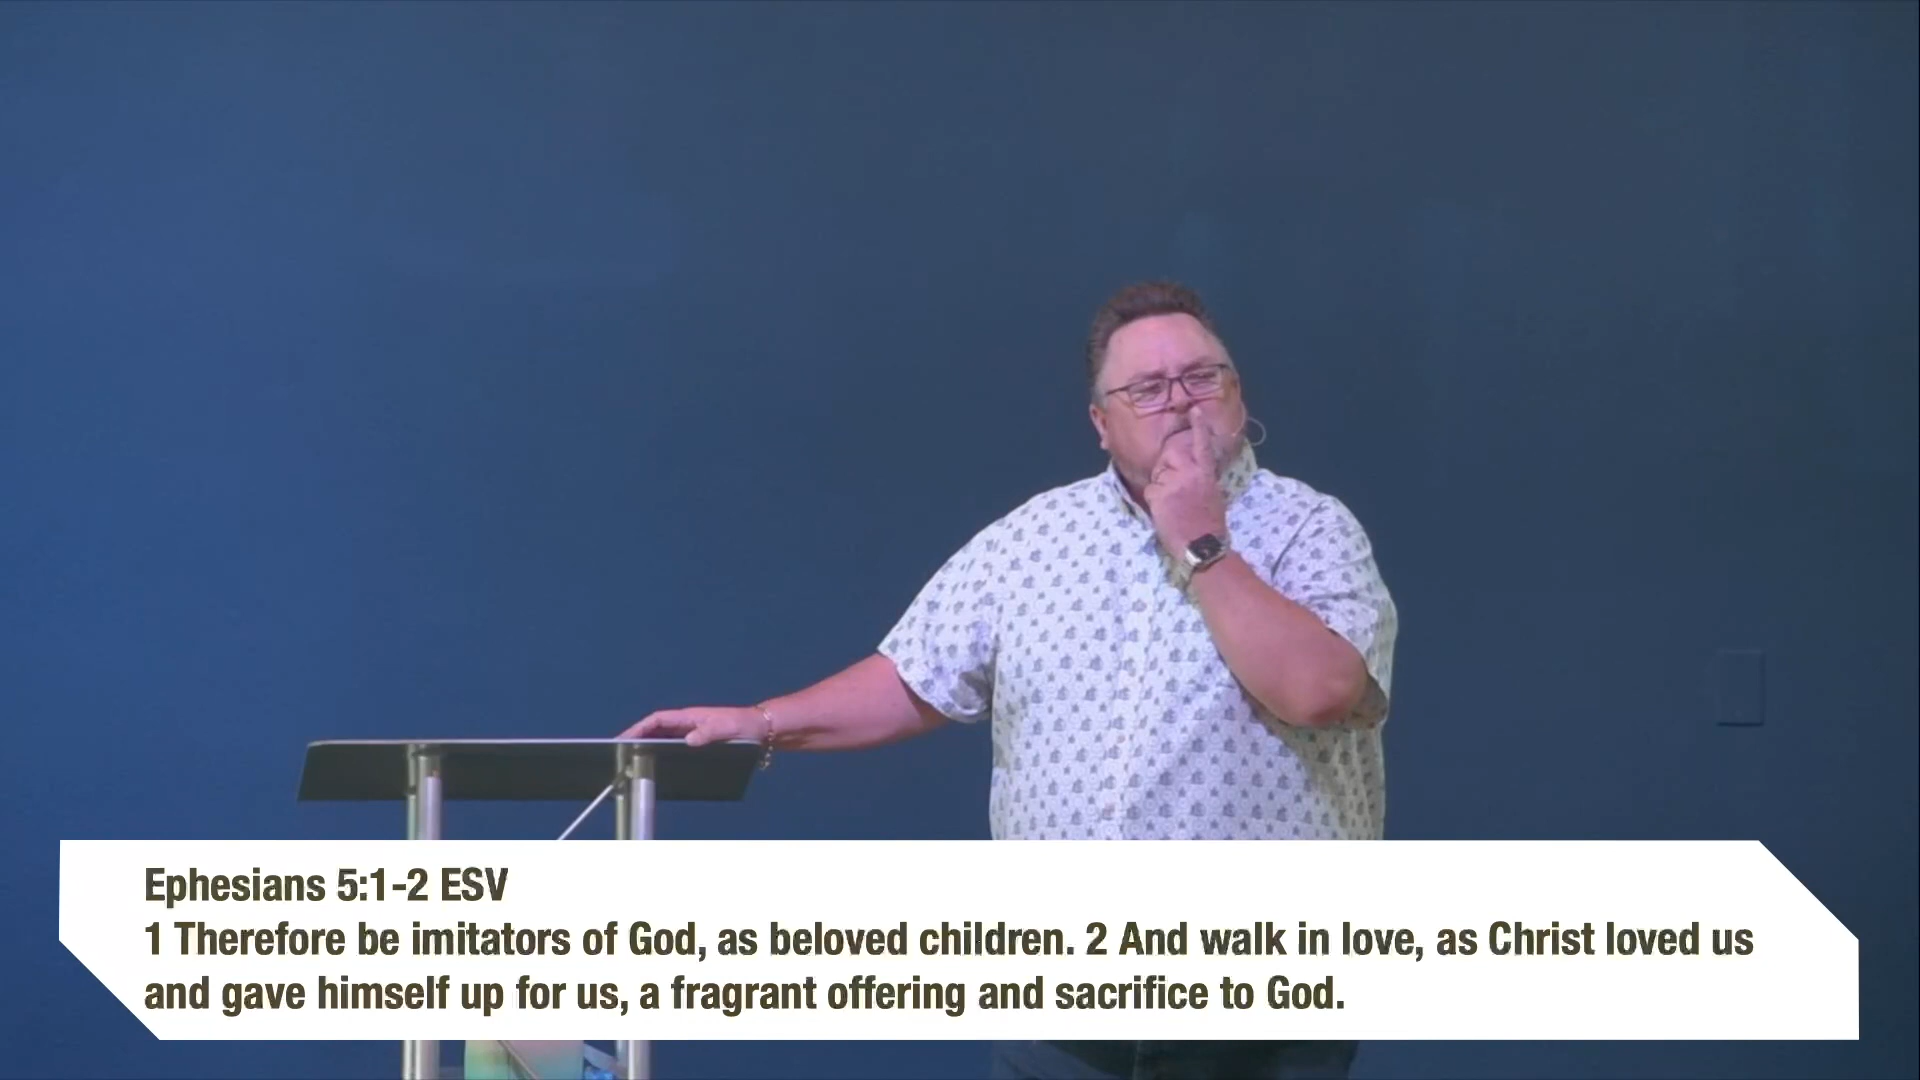 Ephesians 5:1-2 ESV
1 Therefore be imitators of God, as beloved children. 2 And walk in love, as Christ loved us
and gave himself up for us, a fragrant offering and sacrifice to God.